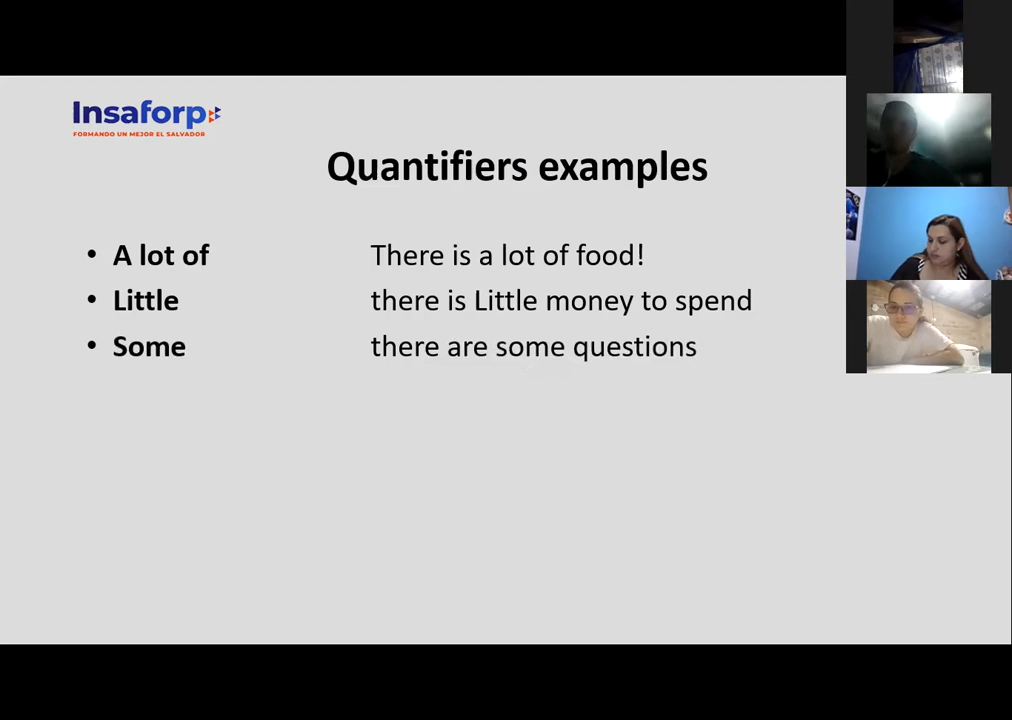 Insaforp
FORMANDO UN MEJOR EL SALVADOR
Quantifiers examples
• A lot of There is a lot of food!
• Little there is Little money to spend
• Some there are some questions